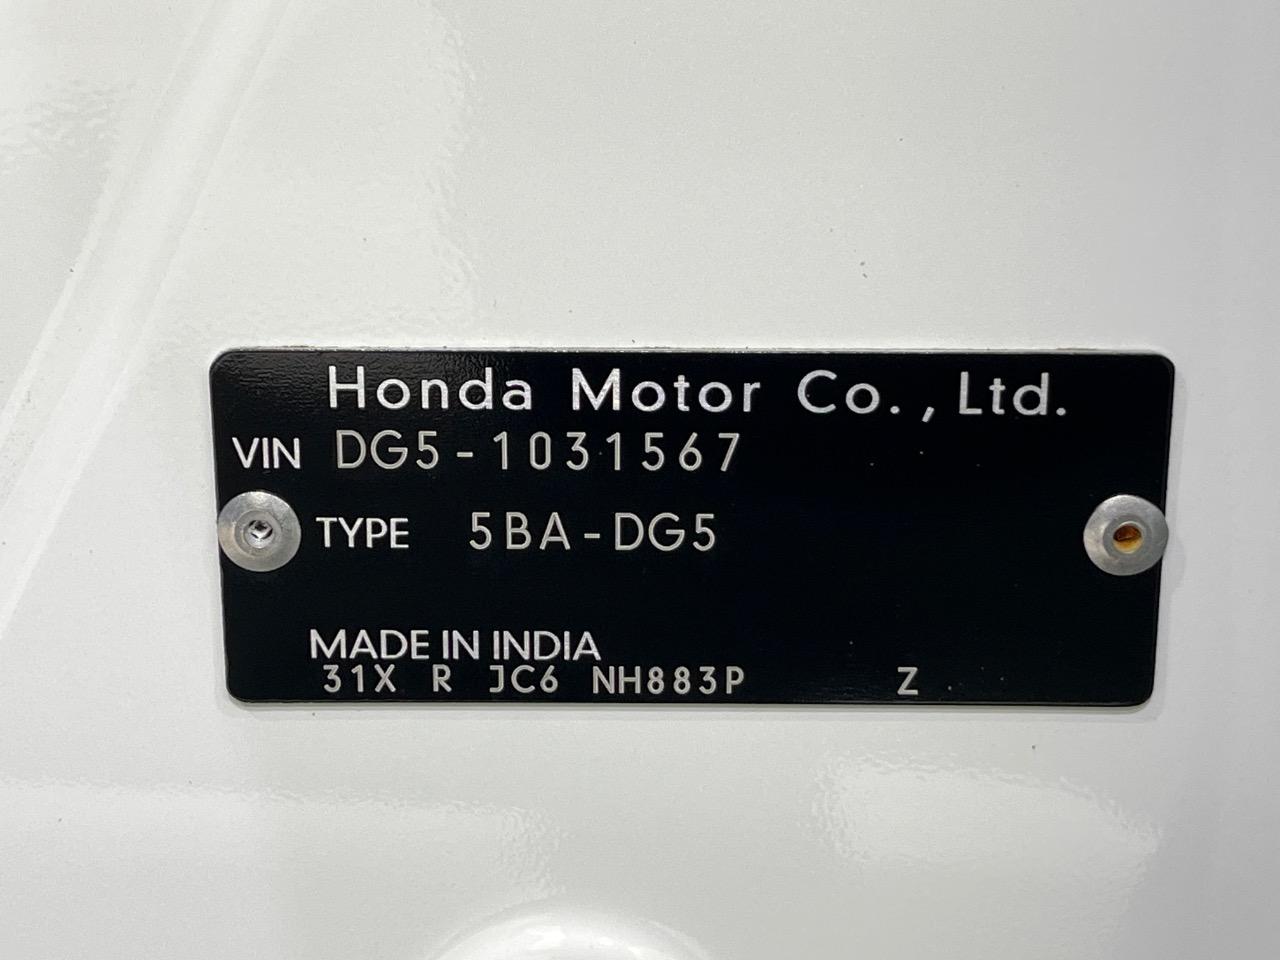 Honda Motor Co., Ltd.
VIN DG5-1031567
TYPE 5BA-DG5
MADE IN INDIA
31X R JC6 NH883P Z